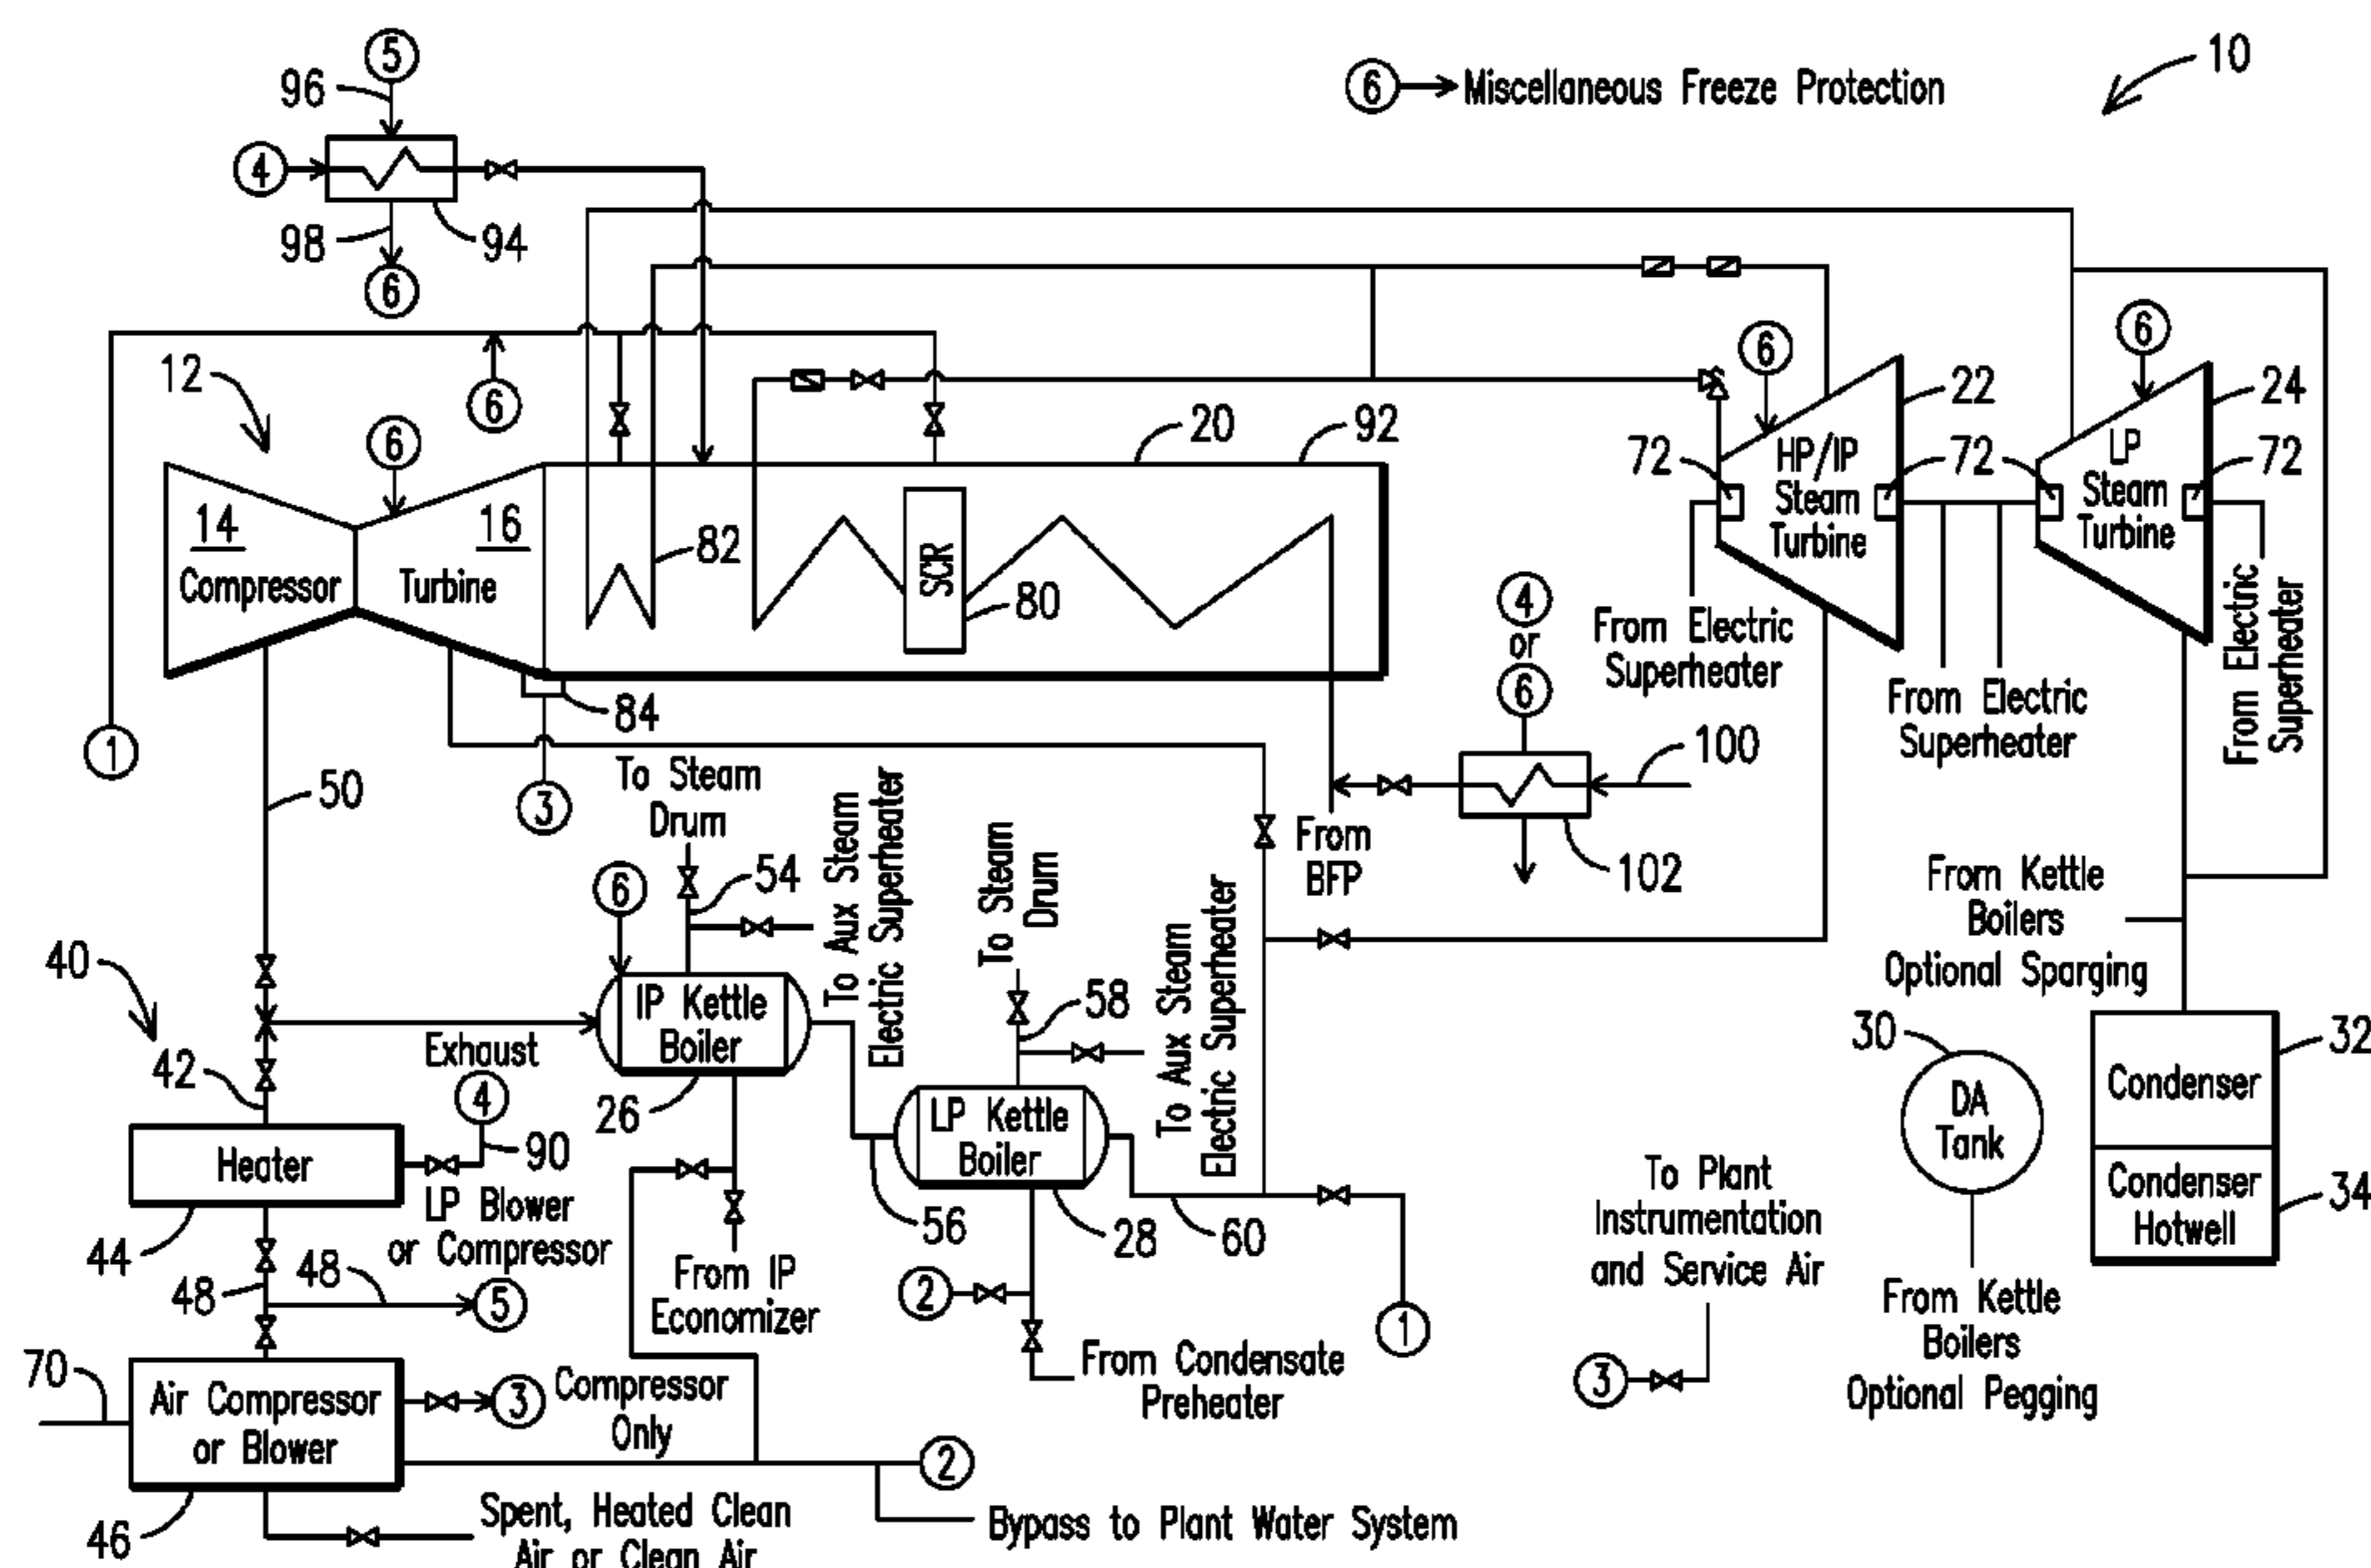 5
96
6
Miscellaneous Freeze Protection
10
4
98
94
6
12
6
6
14
Compressor
16
Turbine
82
SCR
80
20
92
6
22
72
HP/IP
Steam
Turbine
72
6
24
LP
Steam
Turbine
72
From Electric
Superheater
From Electric
Superheater
From Electric
Superheater
4
or
6
100
102
84
1
3
50
To Steam
Drum
54
To Aux Steam
Electric Superheater
6
From
BFP
To Steam
Drum
58
To Aux Steam
Electric Superheater
From Kettle
Boilers
Optional Sparging
40
42
Exhaust
4
90
IP Kettle
Boiler
26
Heater
44
LP Blower
or Compressor
48
48
5
From IP
Economizer
56
LP Kettle
Boiler
28
60
2
1
From Condensate
Preheater
30
DA
Tank
32
Condenser
Condenser
Hotwell
34
To Plant
Instrumentation
and Service Air
3
From Kettle
Boilers
Optional Pegging
70
Air Compressor
or Blower
46
3
Compressor
Only
2
Spent, Heated Clean
Air or Clean Air
Bypass to Plant Water System